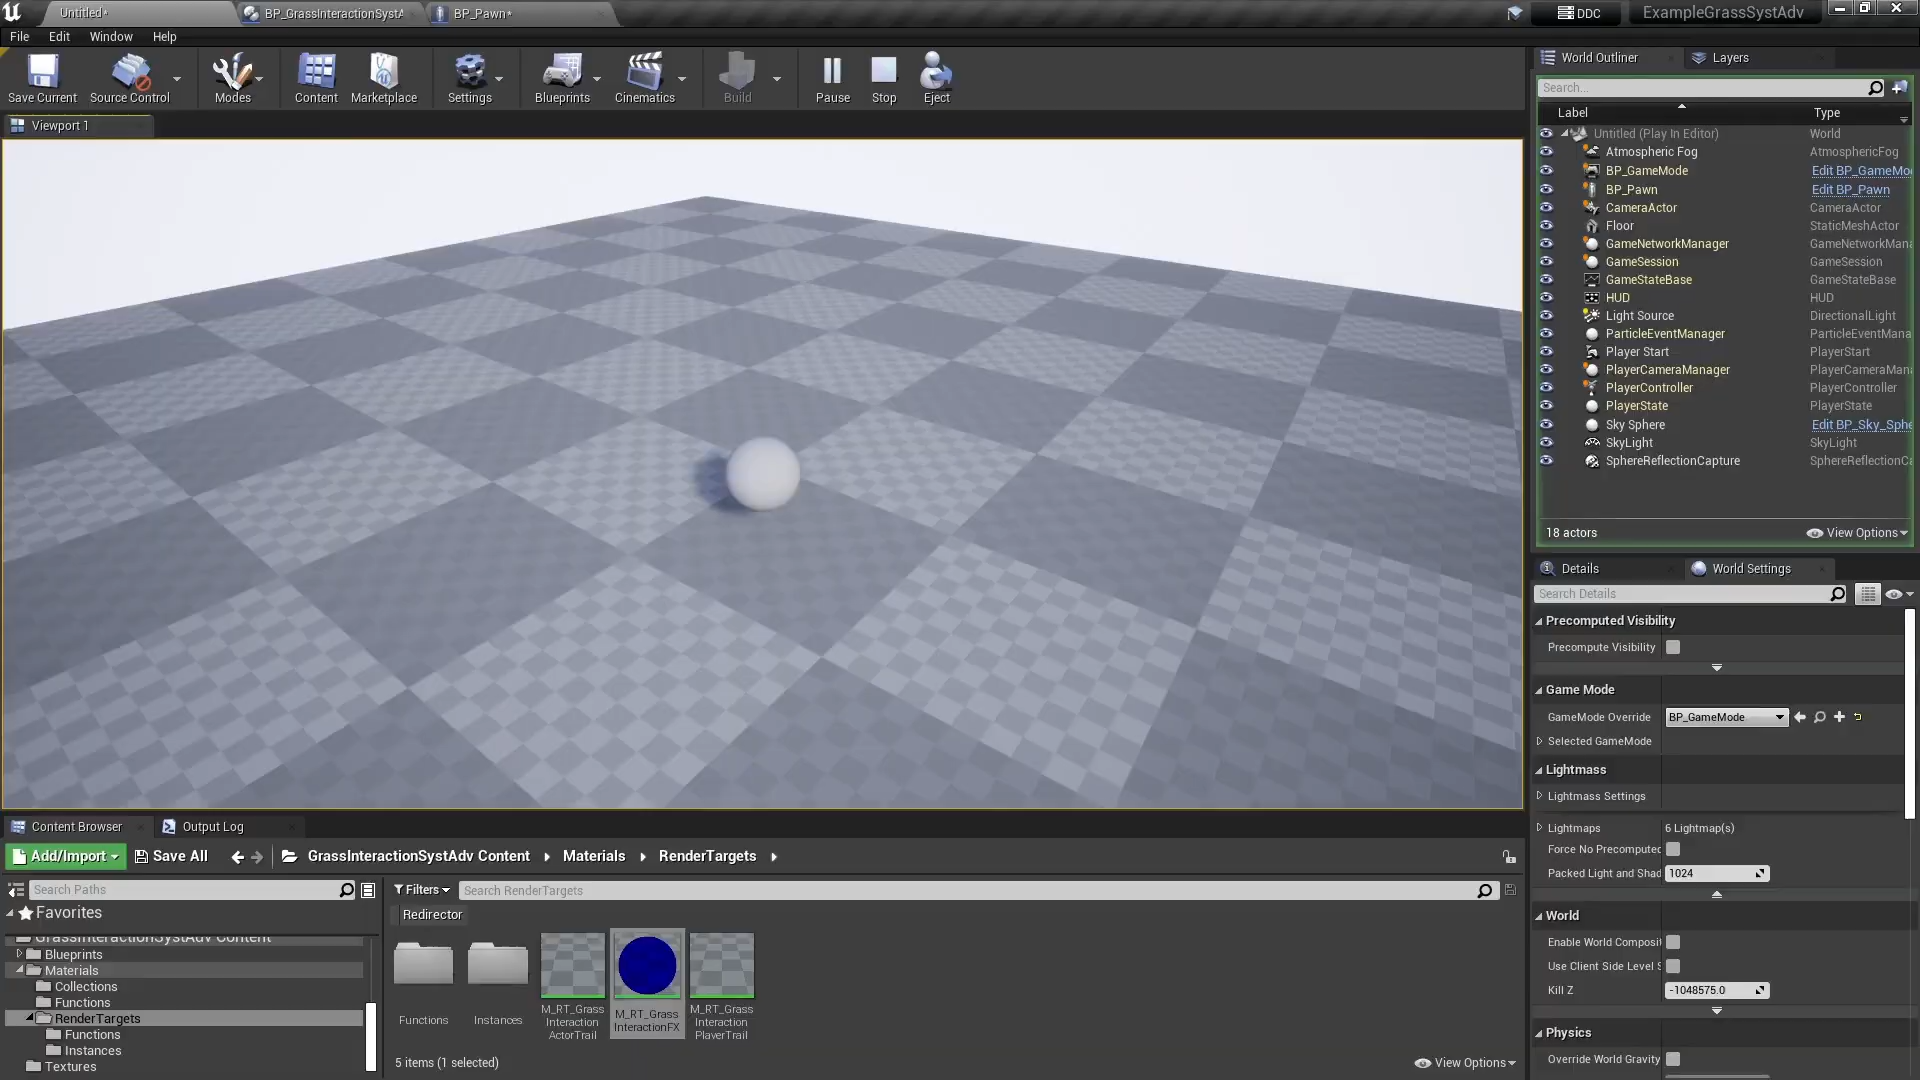 Untitled*
BP_GrassInteractionSystA
BP_Pawn*
DDC
ExampleGrassSystAdv
File Edit Window Help
Save Current
Source Control
Modes
Content
Marketplace
Settings
Blueprints
Cinematics
Build
Pause
Stop
Eject
Viewport 1
World Outliner
Layers
Search...
Label Type
Untitled (Play In Editor) World
Atmospheric Fog AtmosphericFog
BP_GameMode Edit BP_GameMo
BP_Pawn Edit BP_Pawn
CameraActor CameraActor
Floor StaticMeshActor
GameNetworkManager GameNetworkMana
GameSession GameSession
GameStateBase GameStateBase
HUD HUD
Light Source DirectionalLight
ParticleEventManager ParticleEventMana
Player Start PlayerStart
PlayerCameraManager PlayerCameraMan
PlayerController PlayerController
PlayerState PlayerState
Sky Sphere Edit BP_Sky_Sphe
SkyLight SkyLight
SphereReflectionCapture SphereReflectionC
18 actors
View Options
Details
World Settings
Search Details
Precomputed Visibility
Precompute Visibility
Game Mode
GameMode Override BP_GameMode
Selected GameMode
Lightmass
Lightmass Settings
Lightmaps 6 Lightmap(s)
Force No Precomputed
Packed Light and Shad 1024
World
Enable World Composit
Use Client Side Level S
Kill Z -1048575.0
Physics
Override World Gravity
Content Browser
Output Log
Add/Import
Save All
GrassInteractionSystAdv Content
Materials
RenderTargets
Search Paths
Filters
Search RenderTargets
Favorites
Redirector
GrassInteractionSystAdv Content
Blueprints
Materials
Collections
Functions
RenderTargets
Functions
Instances
Textures
Functions
Instances
M_RT_Grass
Interaction
ActorTrail
M_RT_Grass
InteractionFX
M_RT_Grass
Interaction
PlayerTrail
5 items (1 selected)
View Options